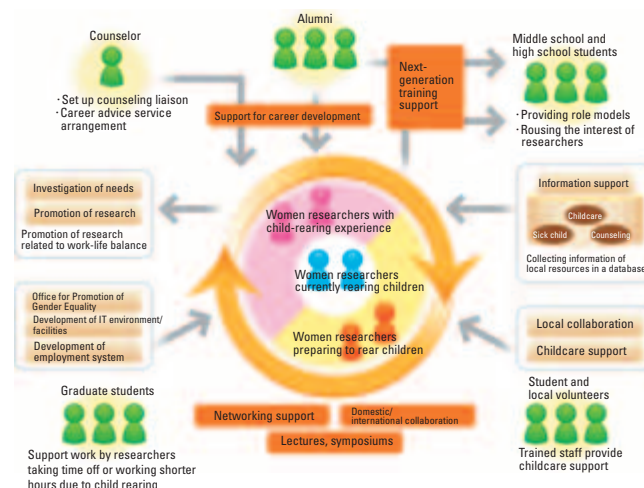 Counselor
· Set up counseling liaison
· Career advice service
arrangement
Alumni
Support for career development
Next-
generation
training
support
Middle school and
high school students
· Providing role models
· Rousing the interest of
researchers
Investigation of needs
Promotion of research
Promotion of research
related to work-life balance
Women researchers with
child-rearing experience
Women researchers
currently rearing children
Women researchers
preparing to rear children
Information support
Childcare
Sick child
Counseling
Collecting information of
local resources in a database
Office for Promotion of
Gender Equality
Development of IT environment/
facilities
Development of
employment system
Local collaboration
Childcare support
Graduate students
Support work by researchers
taking time off or working shorter
hours due to child rearing
Networking support
Domestic/
international collaboration
Lectures, symposiums
Student and
local volunteers
Trained staff provide
childcare support